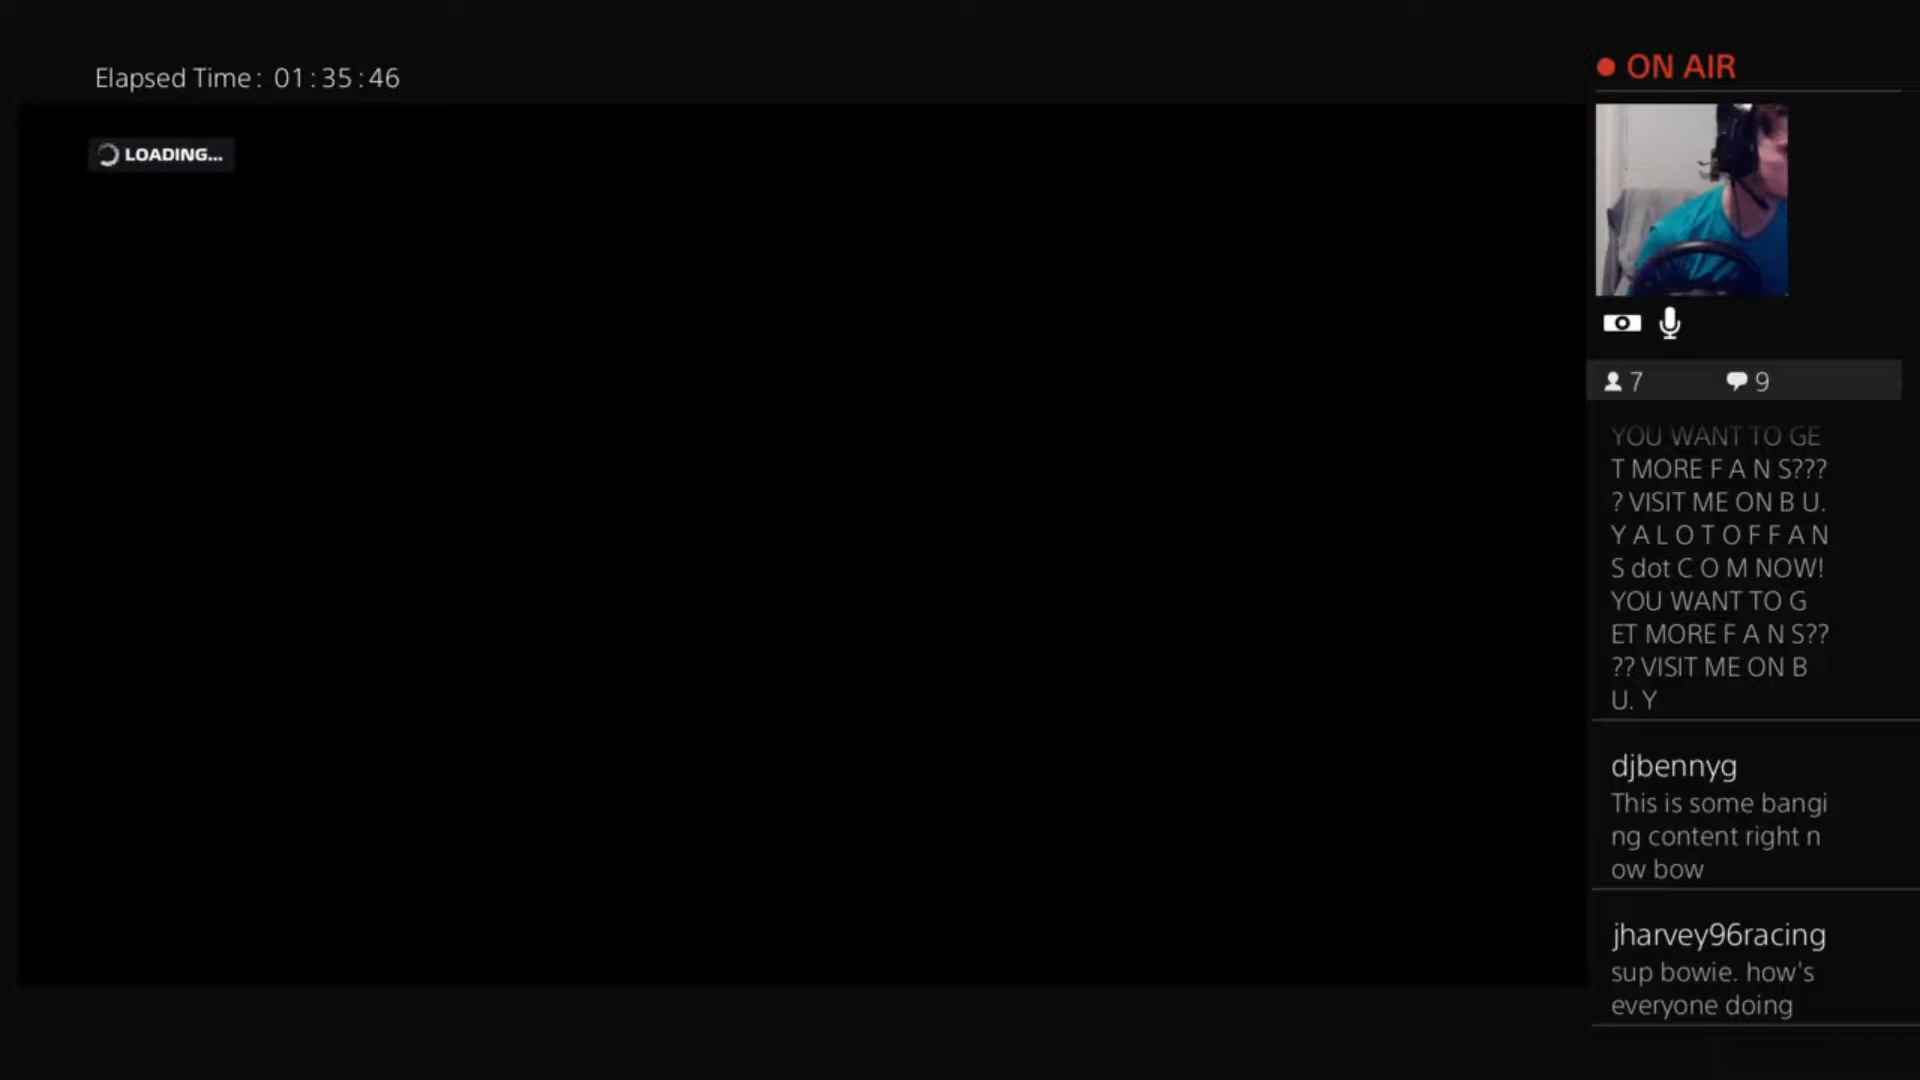 Elapsed Time: 01:35:46
ON AIR
LOADING...
7 9
YOU WANT TO GE
T MORE F A N S???
? VISIT ME ON B U.
Y A L O T O F F A N
S dot C O M NOW!
YOU WANT TO G
ET MORE F A N S??
?? VISIT ME ON B
U. Y
djbennyg
This is some bangi
ng content right n
ow bow
jharvey96racing
sup bowie. how's
everyone doing